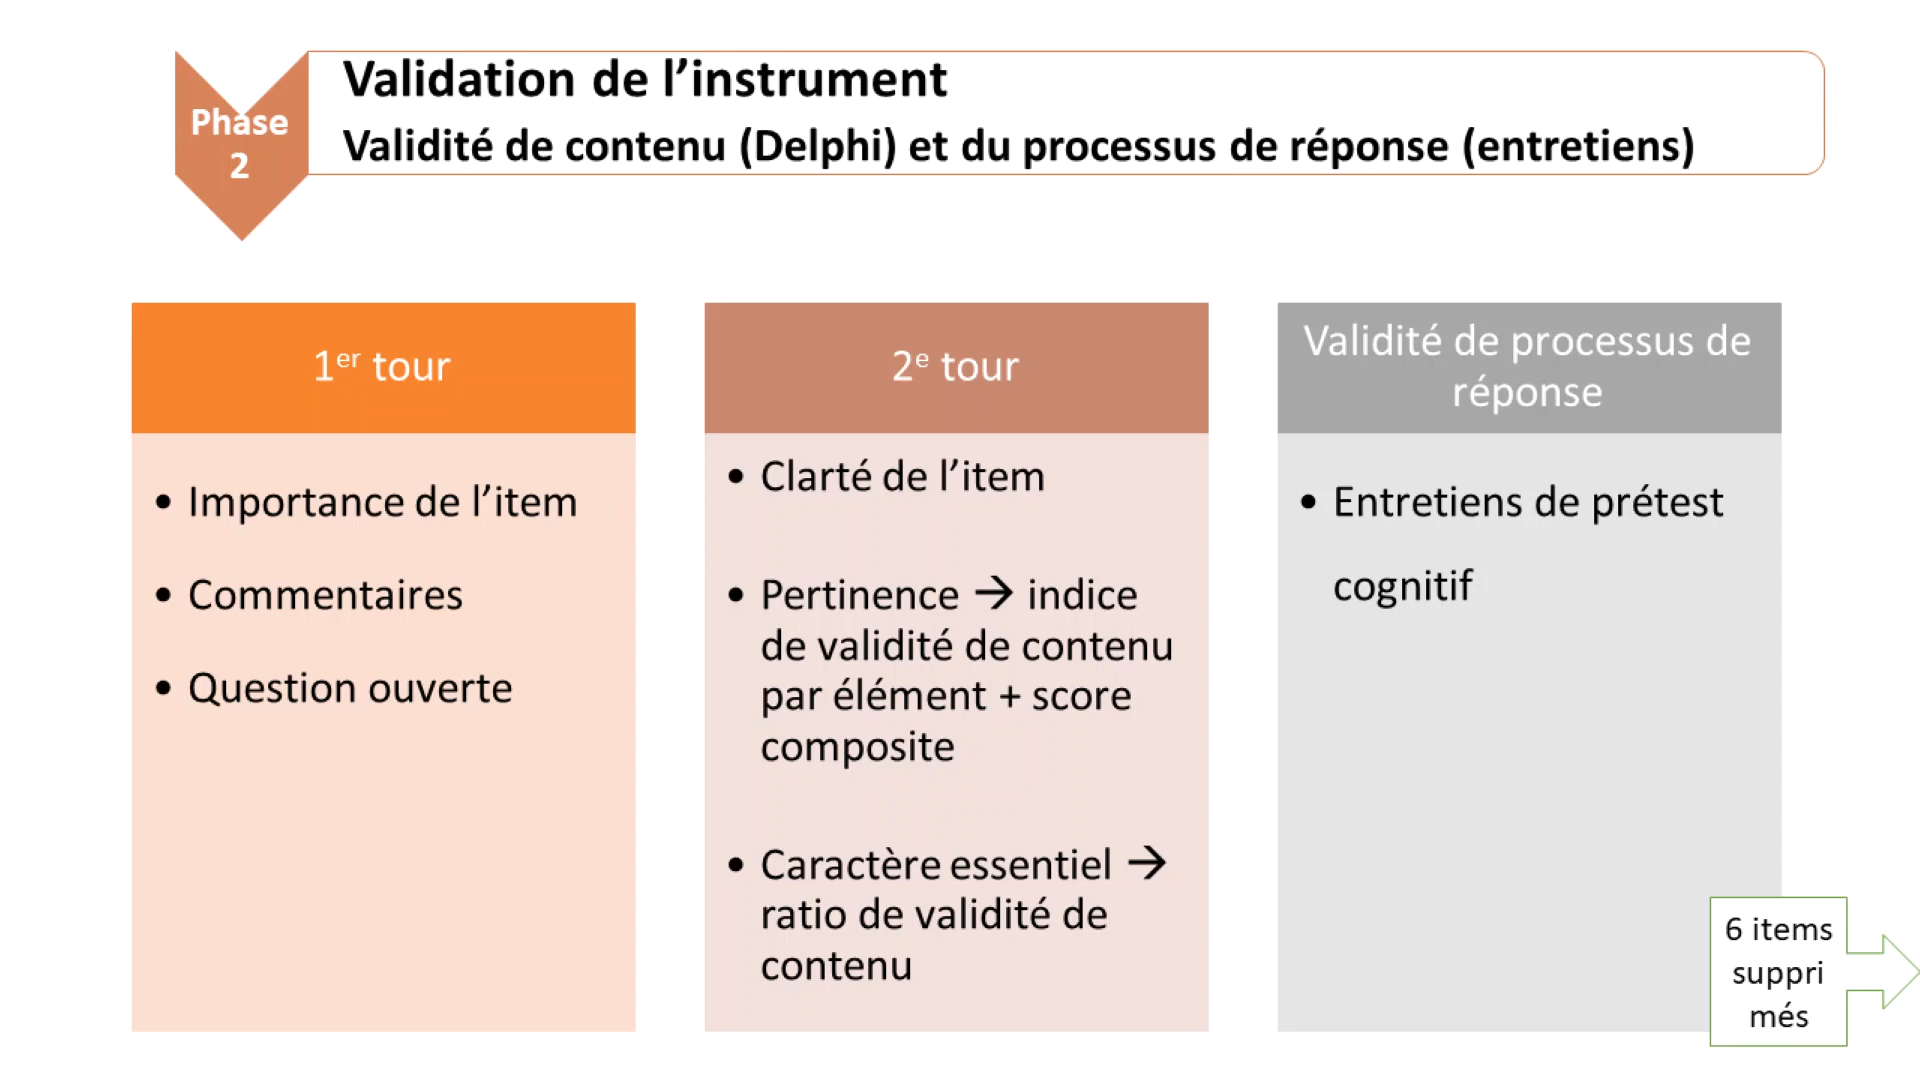 Phase
2
Validation de l’instrument
Validité de contenu (Delphi) et du processus de réponse (entretiens)
1er tour
• Importance de l’item
• Commentaires
• Question ouverte
2e tour
• Clarté de l’item
• Pertinence → indice
de validité de contenu
par élément + score
composite
• Caractère essentiel →
ratio de validité de
contenu
Validité de processus de
réponse
• Entretiens de prétest
cognitif
6 items
suppri
més